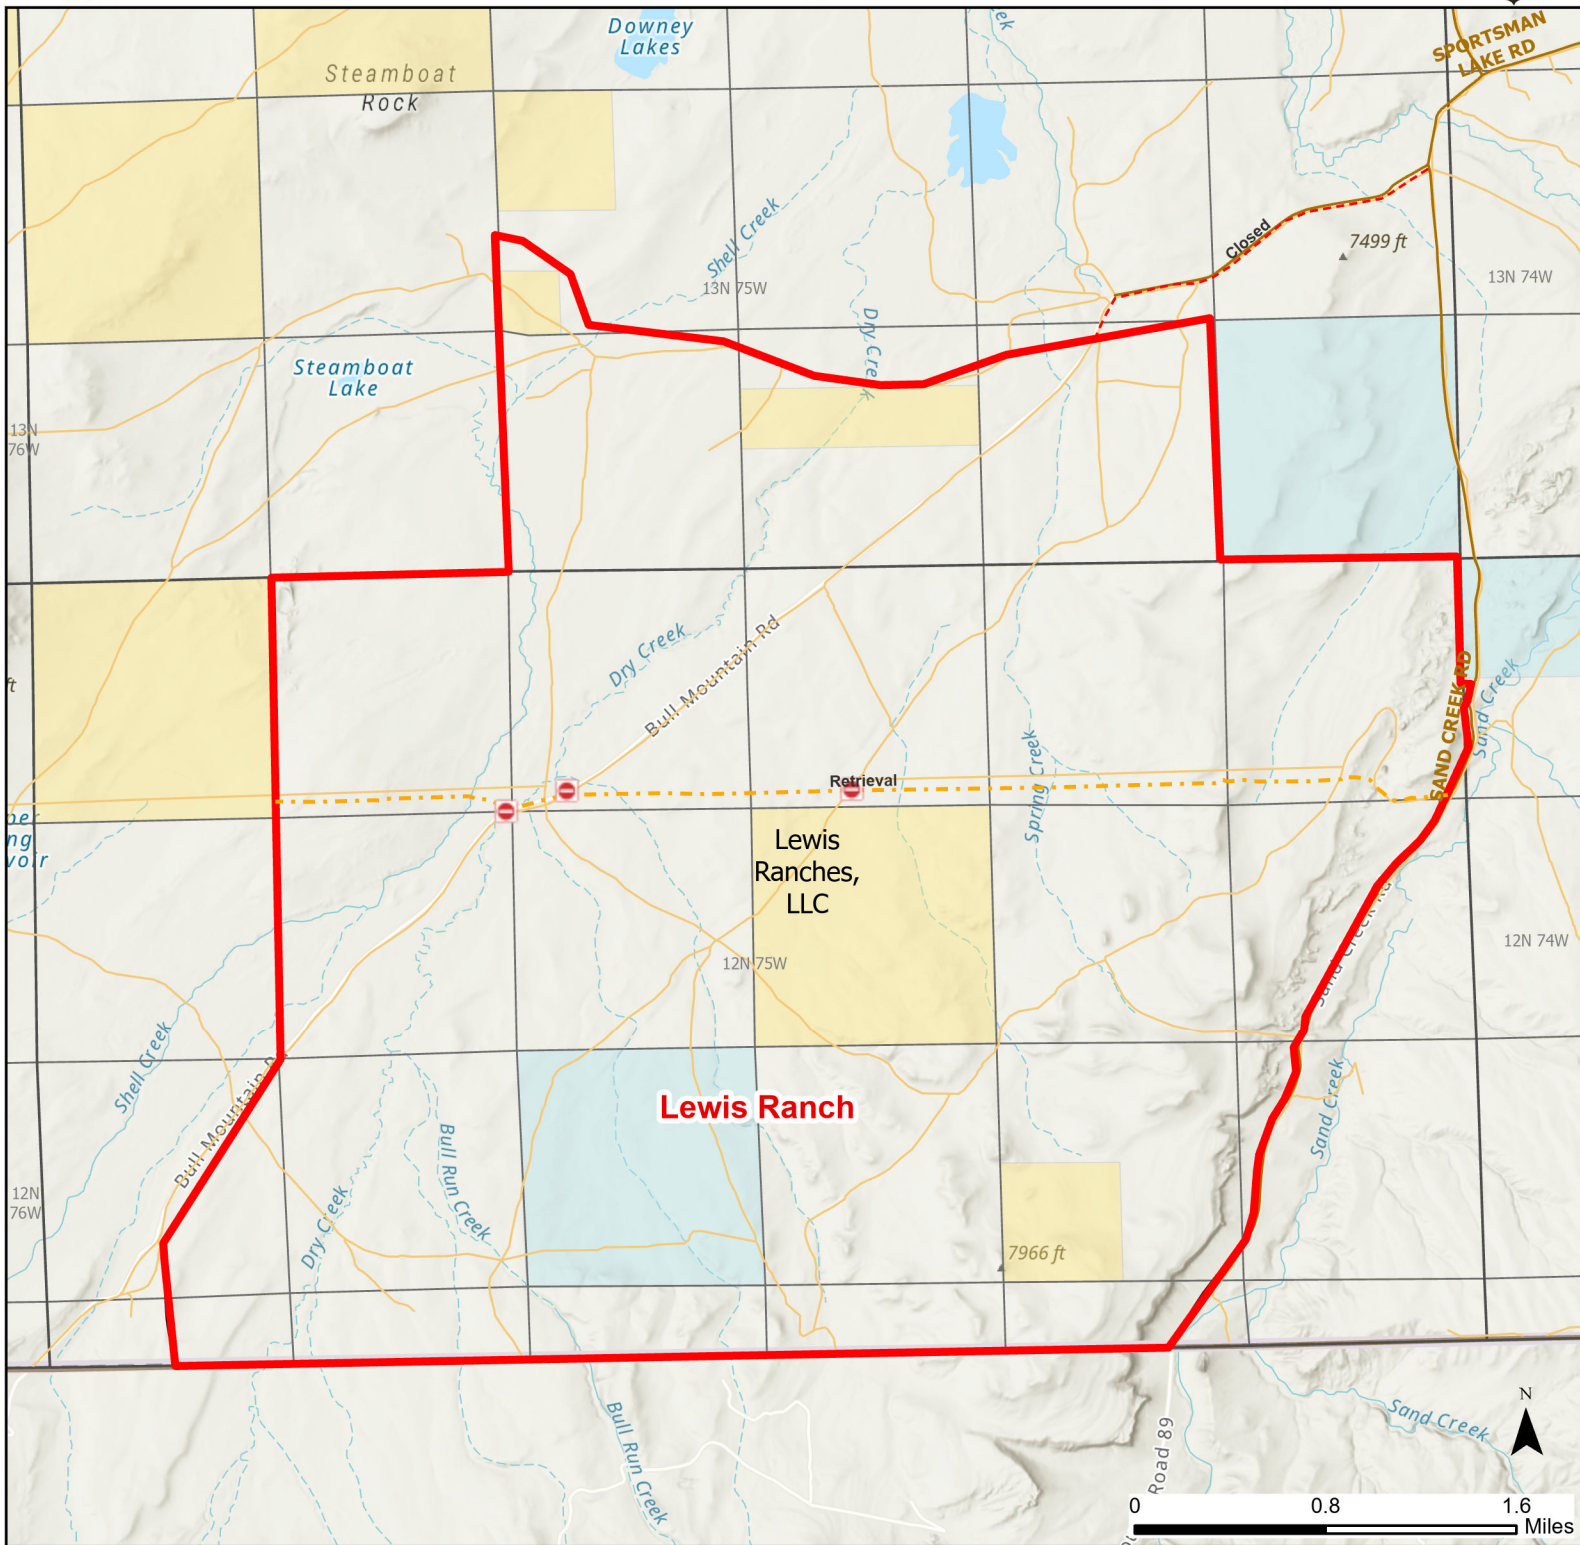 SPORTSMAN
LAKE RD
Downey
Lakes
Steamboat
Rock
Shell Creek
Closed
7499 ft
13N 75W
13N 74W
Dry Creek
Steamboat
Lake
13N
76W
Dry Creek
Bull Mountain Rd
SAND CREEK RD
Sand Creek
Spring Creek
Retrieval
Lewis
Ranches,
LLC
Sand Creek Rd
12N 75W
12N 74W
Shell Creek
Bull Mountain
Lewis Ranch
Sand Creek
Bull Run Creek
12N
76W
Dry Creek
7966 ft
Bull Run Creek
Sand Creek
Road 89
N
0 0.8 1.6
Miles